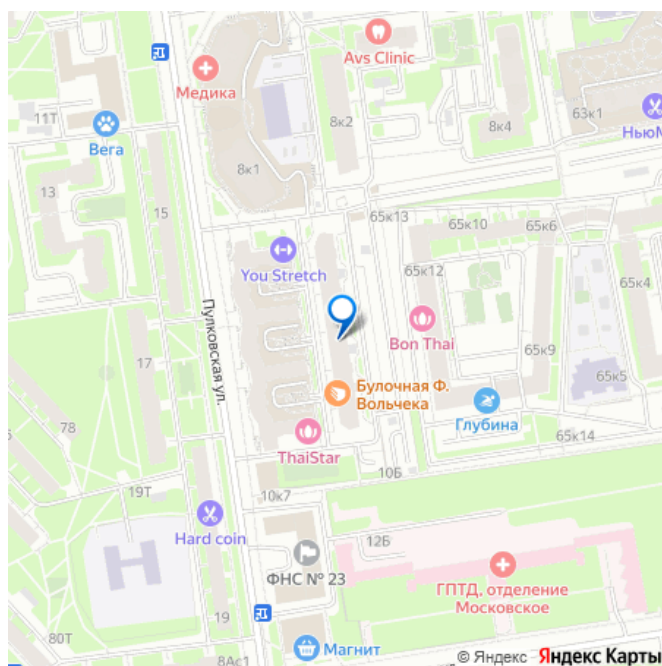 Avs Clinic
Медика
8к2
8к4
63к1
НьюМ
11Т
Вега
8к1
13
15
65к13
65к10
65к6
65к4
You Stretch
65к12
Пулковская ул.
Bon Thai
17
65к9
65к5
Булочная Ф.
Вольчека
Глубина
78
ThaiStar
65к14
19Т
10Б
10к7
Hard coin
12Б
ФНС № 23
ГПТД, отделение
Московское
19
80Т
Магнит
8Ас1
© Яндекс Яндекс Карты